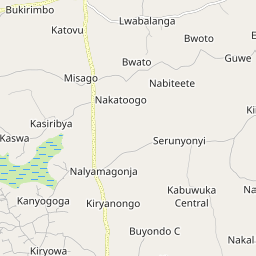 Bukirimbo
Lwabalanga
Katovu
Bwoto
Guwe
Bwato
Misago
Nabiteete
Nakatoogo
Kasiribya
Kaswa
Serunyonyi
Nalyamagonja
Kabuwuka
Central
Kanyogoga
Kiryanongo
Buyondo C
Kiryowa